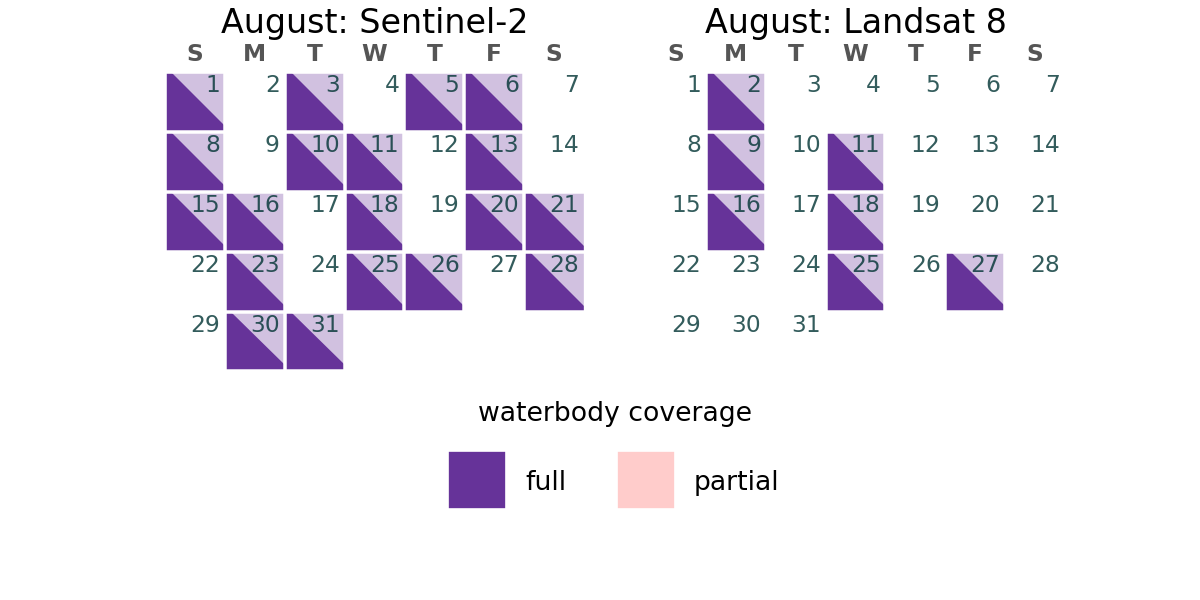 August: Sentinel-2
S M T W T F S
1 2 3 4 5 6 7
8 9 10 11 12 13 14
15 16 17 18 19 20 21
22 23 24 25 26 27 28
29 30 31
August: Landsat 8
S M T W T F S
1 2 3 4 5 6 7
8 9 10 11 12 13 14
15 16 17 18 19 20 21
22 23 24 25 26 27 28
29 30 31
waterbody coverage
full partial